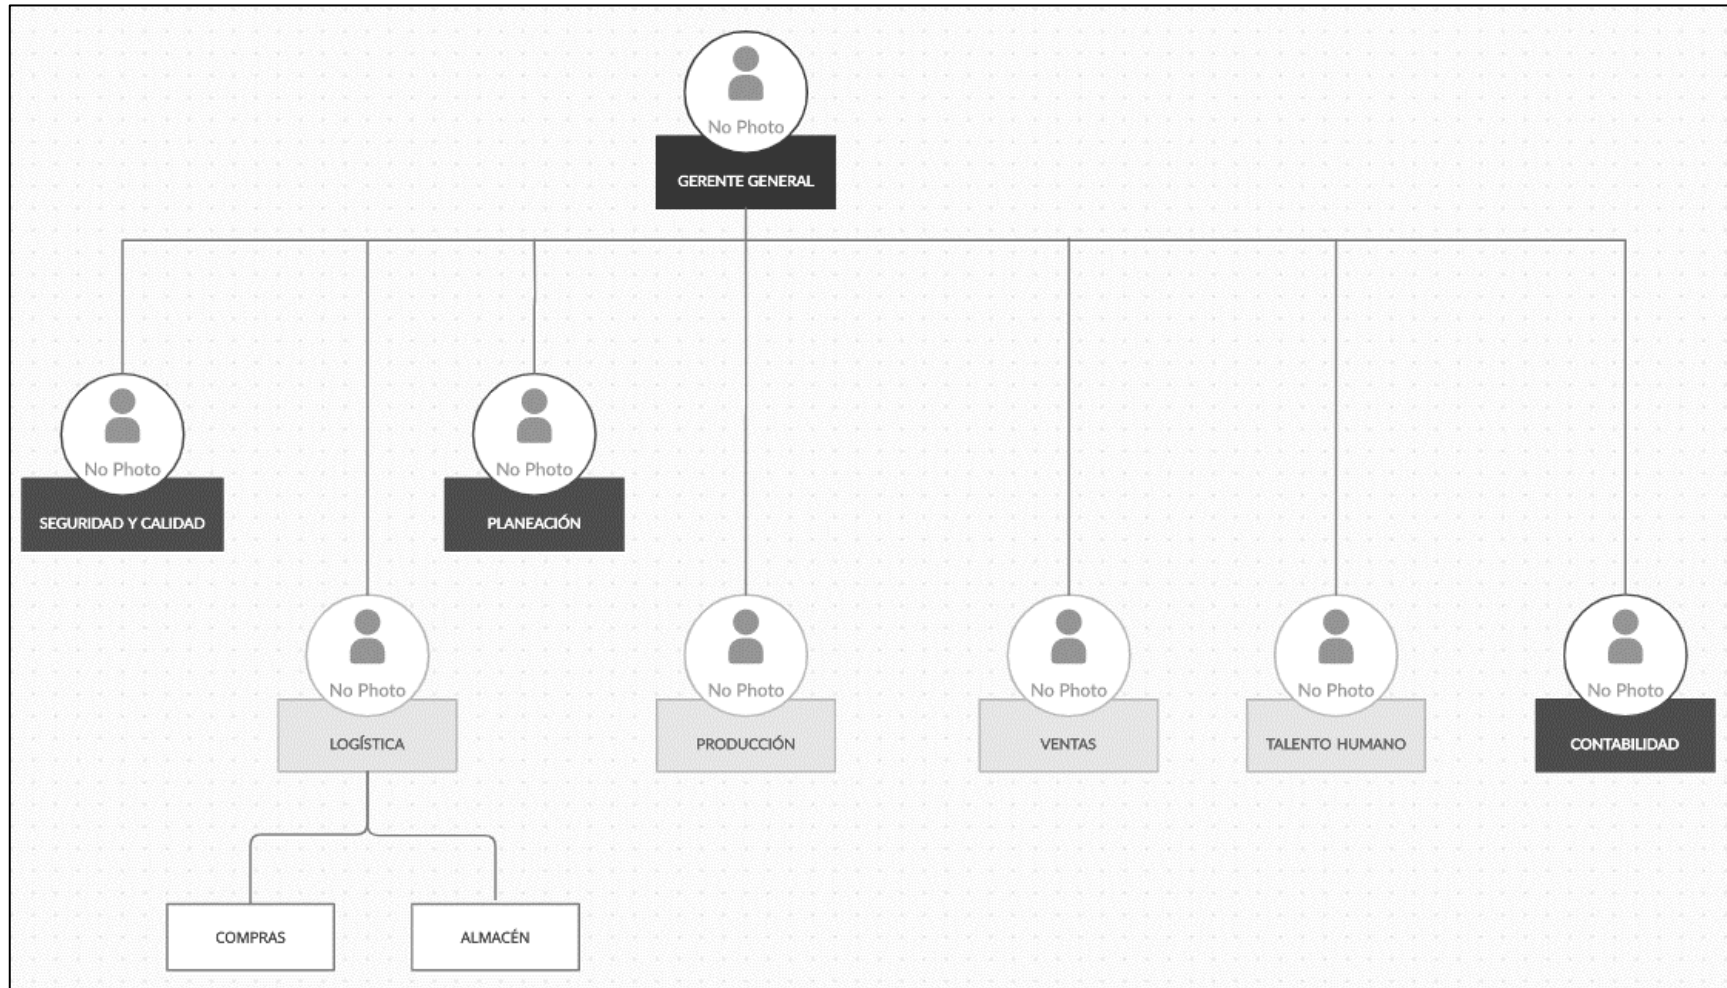 No Photo
GERENTE GENERAL
No Photo
SEGURIDAD Y CALIDAD
No Photo
PLANEACIÓN
No Photo
LOGÍSTICA
No Photo
PRODUCCIÓN
No Photo
VENTAS
No Photo
TALENTO HUMANO
No Photo
CONTABILIDAD
COMPRAS
ALMACÉN